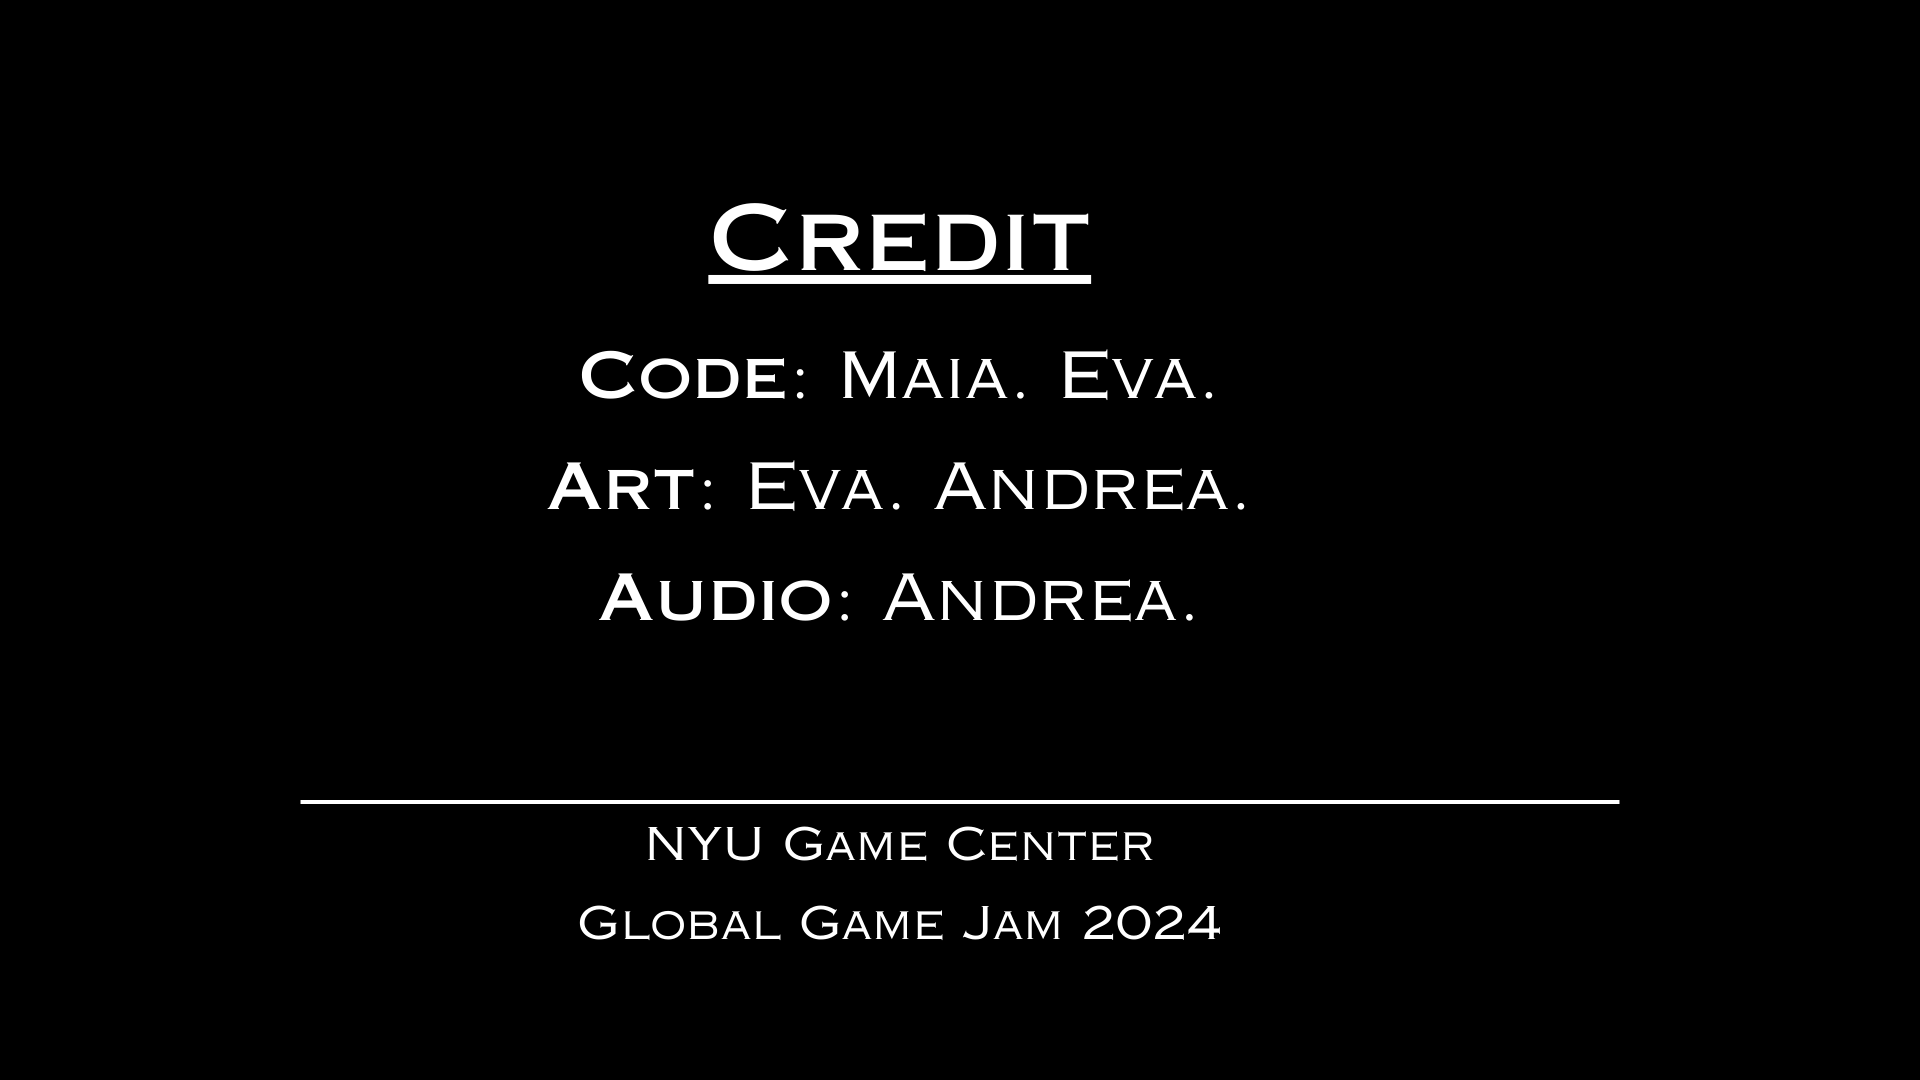 Credit
Code: Maia. Eva.
Art: Eva. Andrea.
Audio: Andrea.
NYU Game Center
Global Game Jam 2024